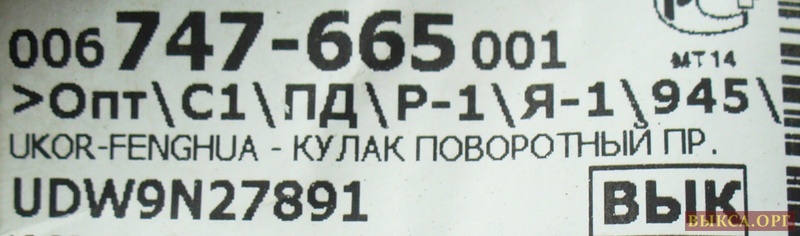 006 747-665 001
МТ14
>Опт\С1\ПД\Р-1\Я-1\945\
UKOR-FENGHUA - КУЛАК ПОВОРОТНЫЙ ПР.
UDW9N27891
ВЫК
ВЫКСА.ОРГ